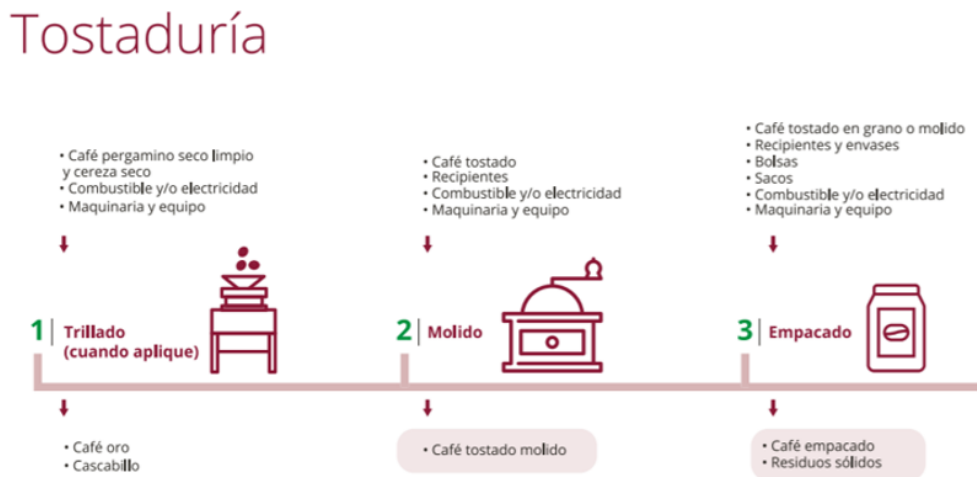 Tostaduría
• Café pergamino seco limpio
y cereza seco
• Combustible y/o electricidad
• Maquinaria y equipo
1
Trillado
(cuando aplique)
• Café oro
• Cascabillo
• Café tostado
• Recipientes
• Combustible y/o electricidad
• Maquinaria y equipo
2
Molido
• Café tostado molido
• Café tostado en grano o molido
• Recipientes y envases
• Bolsas
• Sacos
• Combustible y/o electricidad
• Maquinaria y equipo
3
Empacado
• Café empacado
• Residuos sólidos